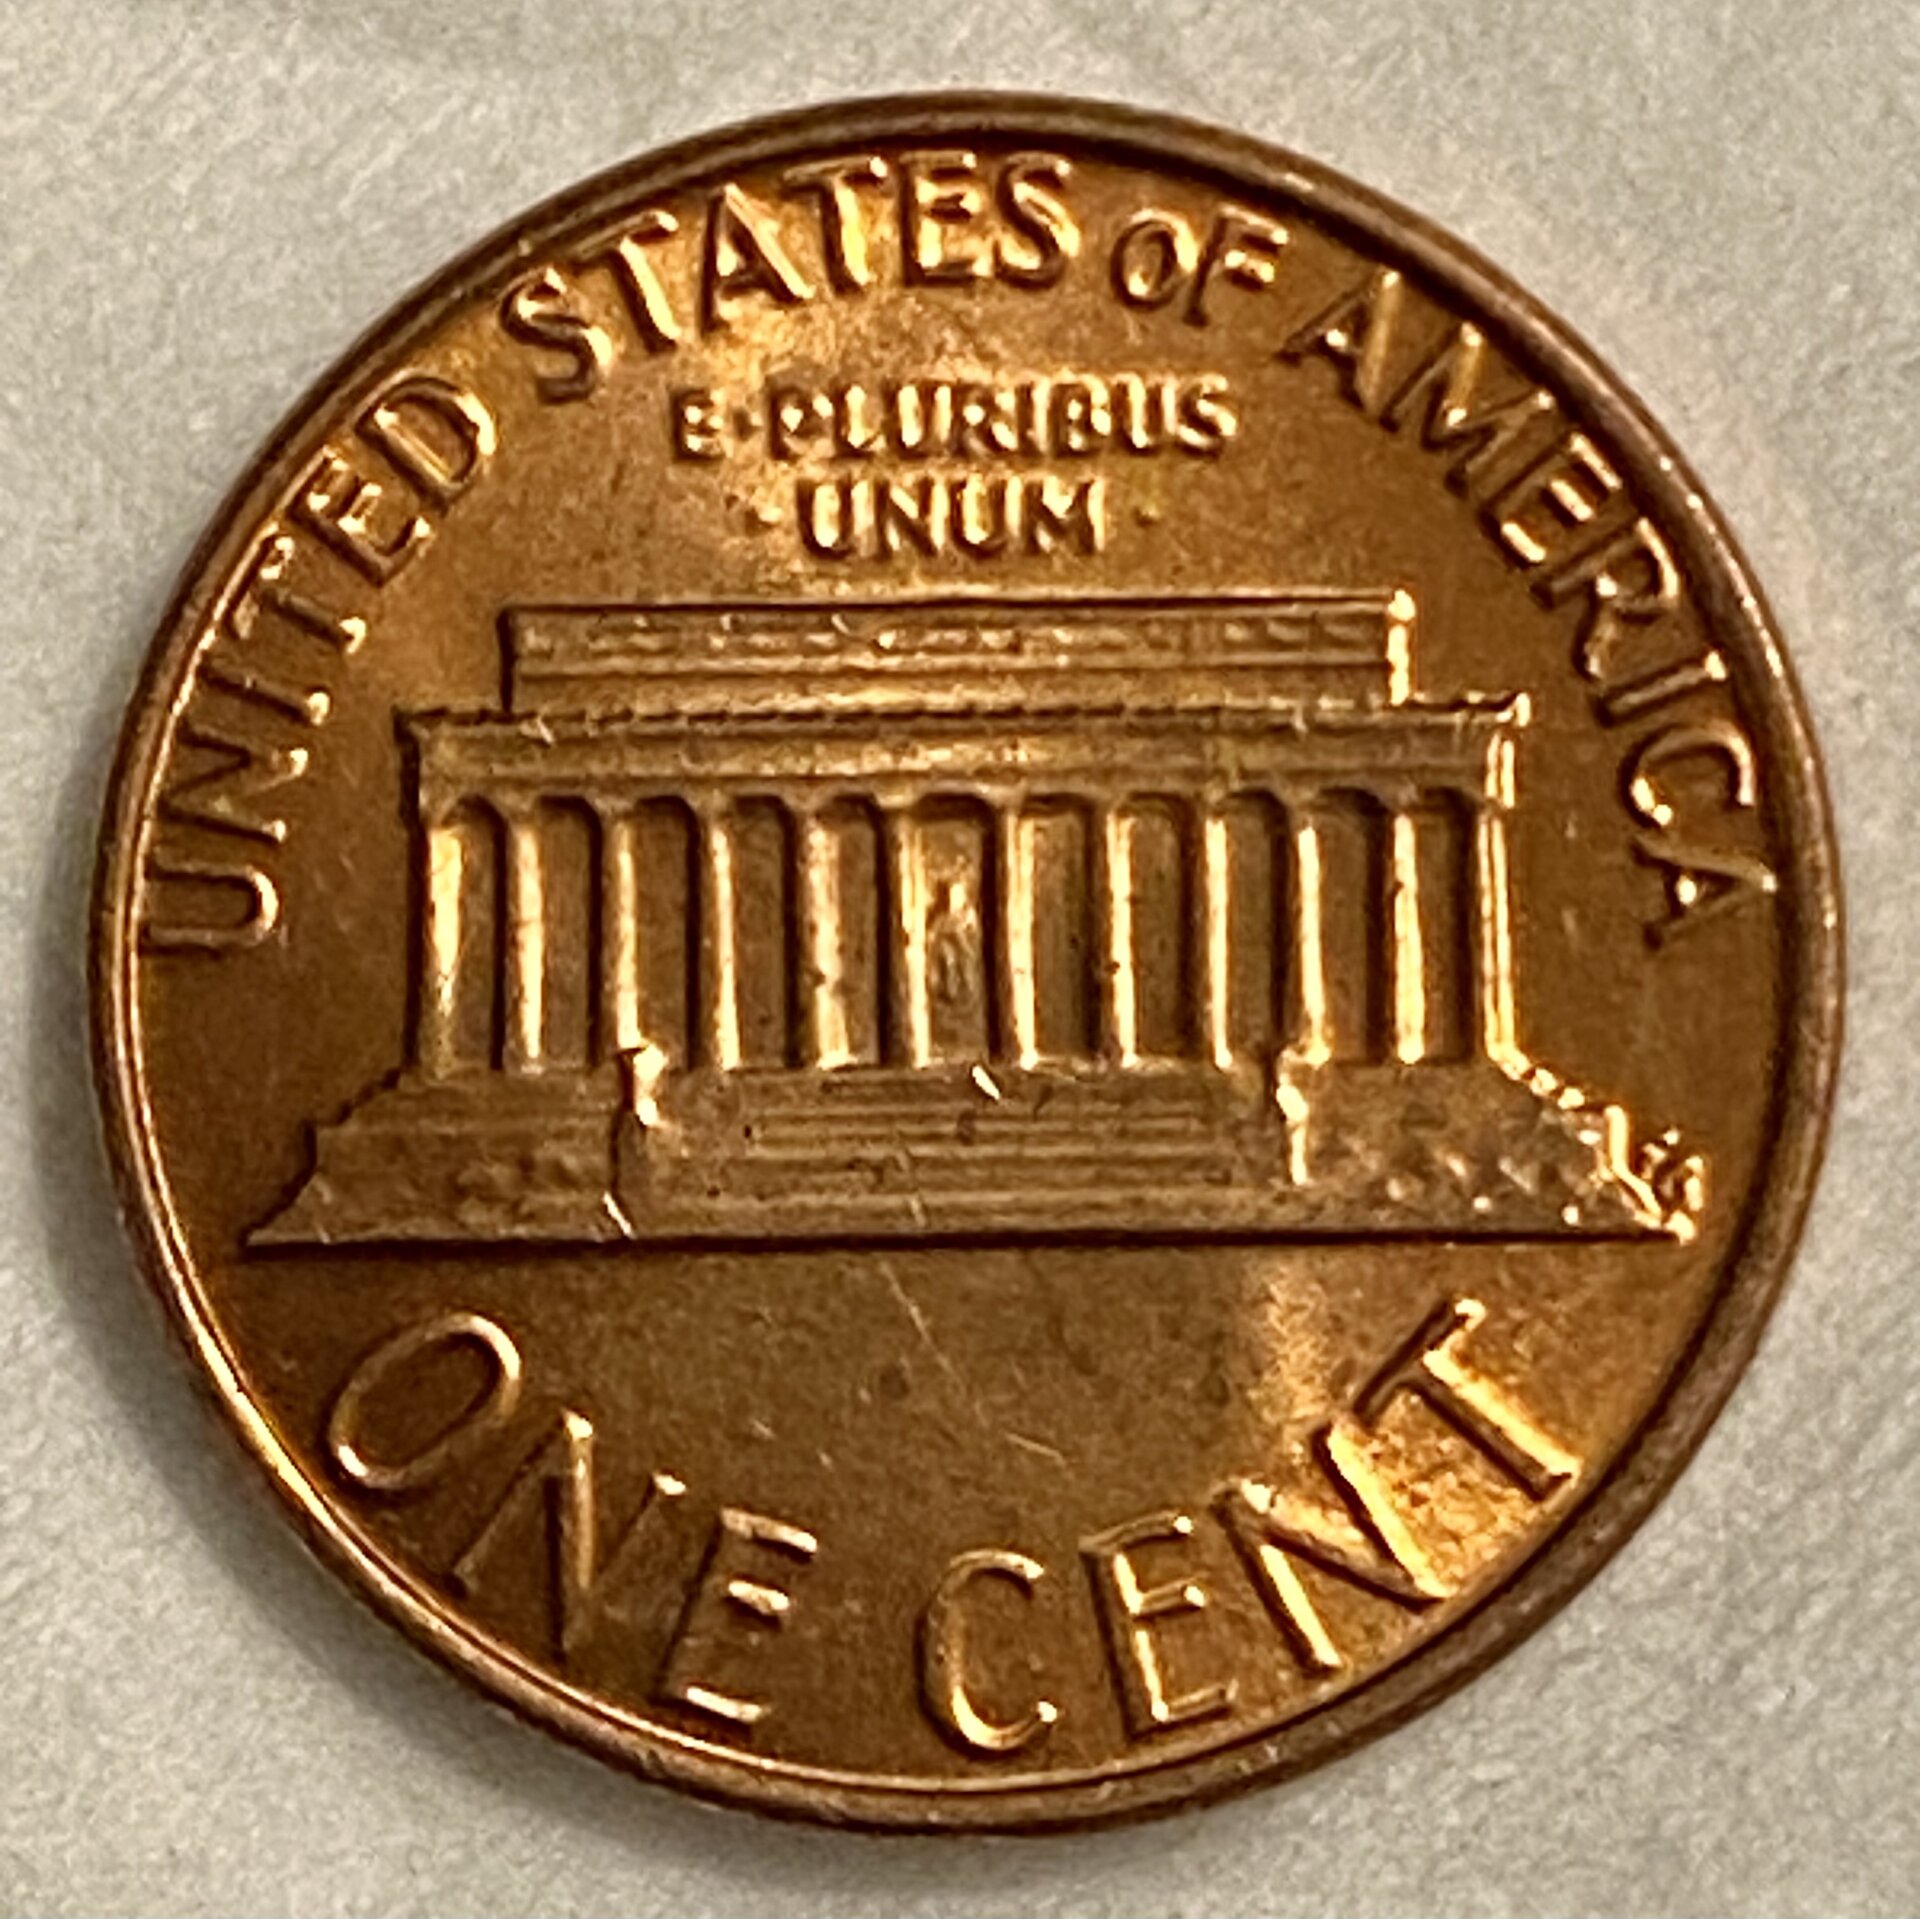 UNITED STATES OF AMERICA
E·PLURIBUS
·UNUM·
ONE CENT